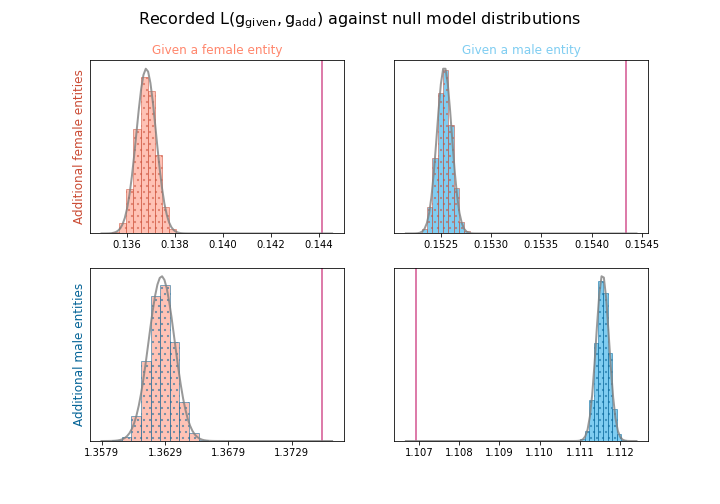 Recorded L(g_given, g_add) against null model distributions
Given a female entity
Given a male entity
Additional female entities
0.136 0.138 0.140 0.142 0.144
0.1525 0.1530 0.1535 0.1540 0.1545
Additional male entities
1.3579 1.3629 1.3679 1.3729
1.107 1.108 1.109 1.110 1.111 1.112